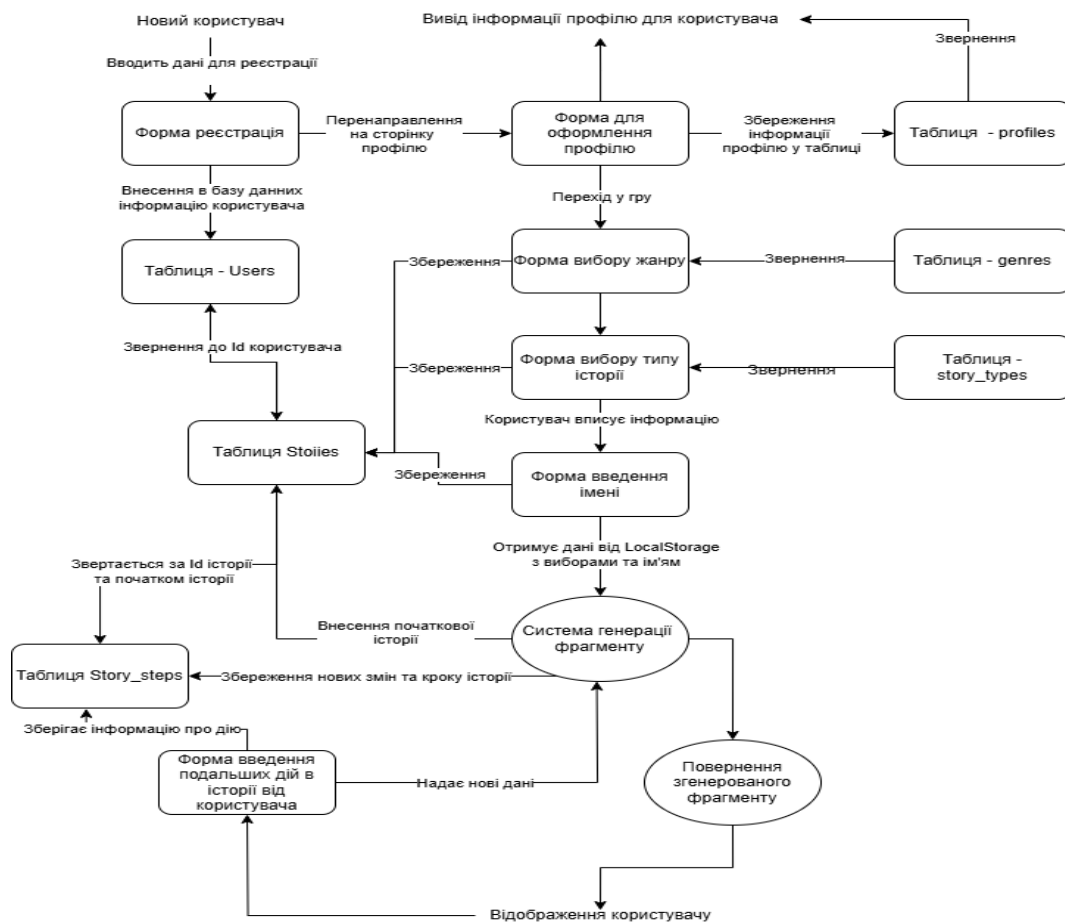 Новий користувач
Вивід інформації профілю для користувача
Звернення
Вводить дані для реєстрації
Форма реєстрація
Перенаправлення
на сторінку
профілю
Форма для
оформлення
профілю
Збереження
інформації
профілю у таблиці
Таблиця - profiles
Внесення в базу данних
інформацію користувача
Перехід у гру
Таблиця - Users
Збереження
Форма вибору жанру
Звернення
Таблиця - genres
Звернення до Id користувача
Збереження
Форма вибору типу
історії
Звернення
Таблиця -
story_types
Користувач вписує інформацію
Таблиця Stoiies
Збереження
Форма введення
імені
Отримує дані від LocalStorage
з виборами та ім'ям
Звертається за Id історії
та початком історії
Внесення початкової
історії
Система генерації
фрагменту
Таблиця Story_steps
Збереження нових змін та кроку історії
Зберігає інформацію про дію
Форма введення
подальших дій в
історії від
користувача
Надає нові дані
Повернення
згенерованого
фрагменту
Відображення користувачу